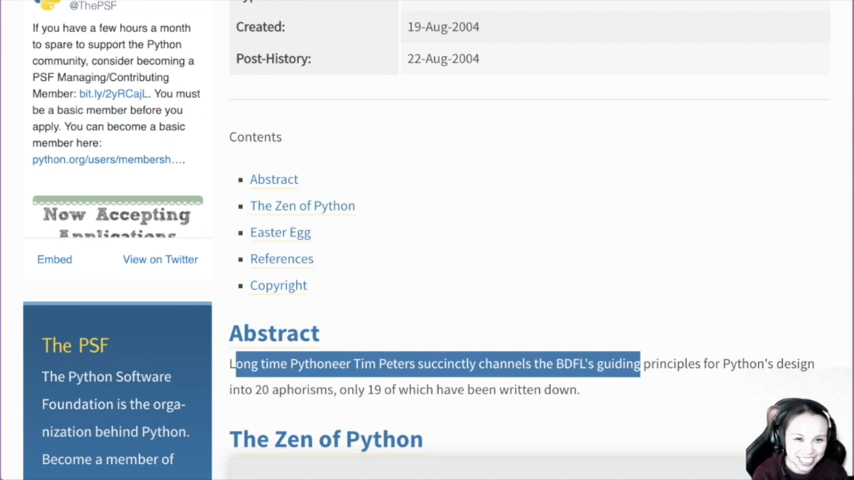 @ThePSF
If you have a few hours a month
to spare to support the Python
community, consider becoming a
PSF Managing/Contributing
Member: bit.ly/2yRCajL. You must
be a basic member before you
apply. You can become a basic
member here:
python.org/users/membersh….
Now Accepting
Applications
Embed
View on Twitter
The PSF
The Python Software
Foundation is the orga-
nization behind Python.
Become a member of
Created:
19-Aug-2004
Post-History:
22-Aug-2004
Contents
Abstract
The Zen of Python
Easter Egg
References
Copyright
Abstract
Long time Pythoneer Tim Peters succinctly channels the BDFL's guiding principles for Python's design
into 20 aphorisms, only 19 of which have been written down.
The Zen of Python